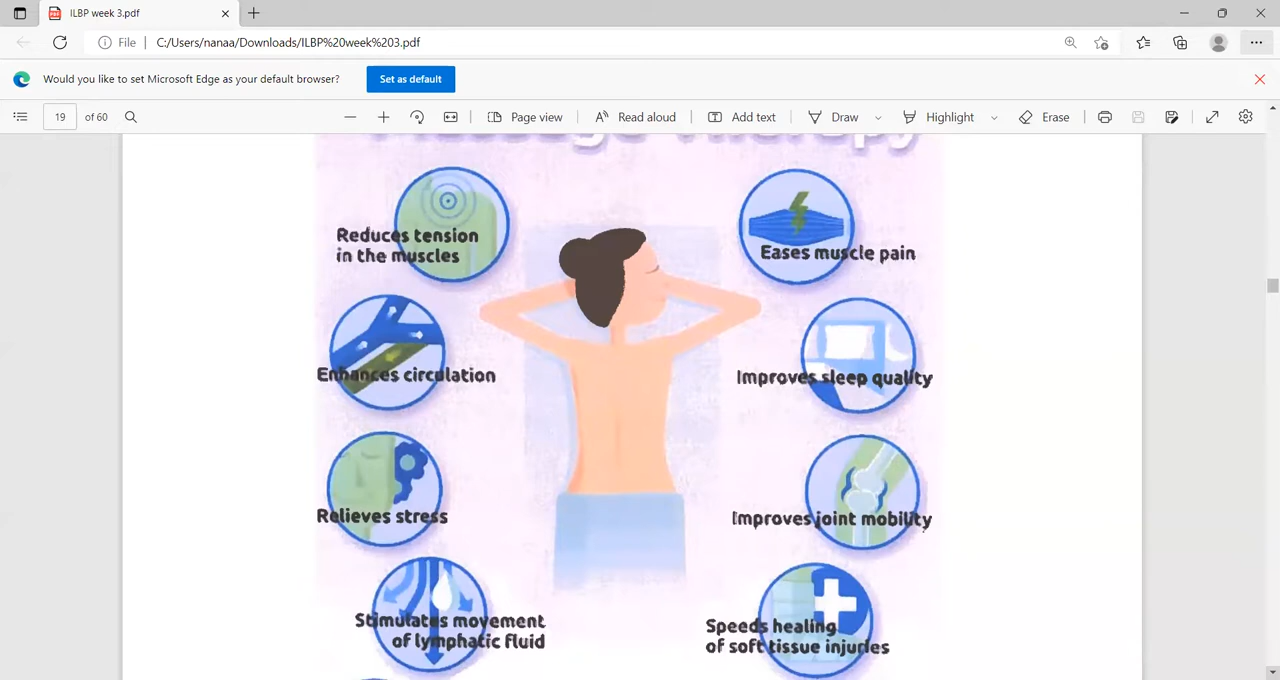 ILBP week 3.pdf
File
C:/Users/nanaa/Downloads/ILBP%20week%203.pdf
Would you like to set Microsoft Edge as your default browser?
Set as default
19 of 60
Page view
Read aloud
Add text
Draw
Highlight
Erase
Therapy
Reduces tension
in the muscles
Eases muscle pain
Enhances circulation
Improves sleep quality
Relieves stress
Improves joint mobility
Stimulates movement
of lymphatic fluid
Speeds healing
of soft tissue injuries